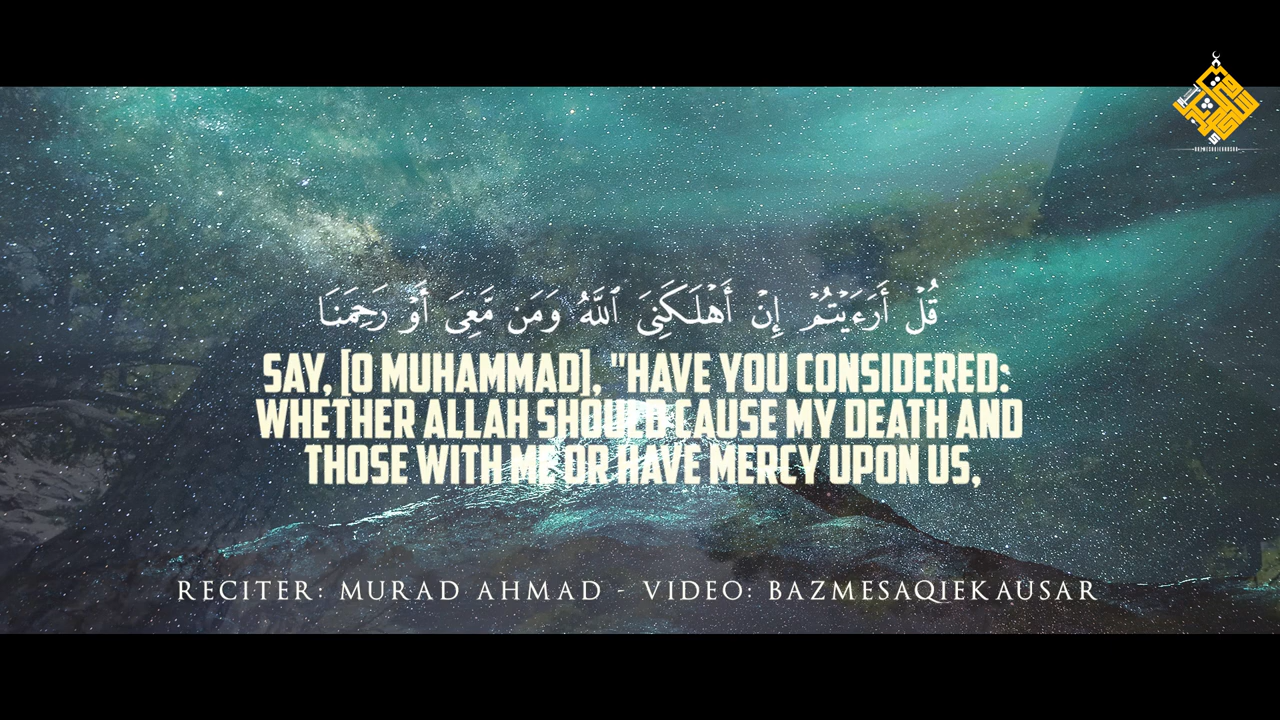 قُلْ أَرَءَيْتُمْ إِنْ أَهْلَكَنِىَ ٱللَّهُ وَمَن مَّعِىَ أَوْ رَحِمَنَا
SAY, [O MUHAMMAD], "HAVE YOU CONSIDERED:
WHETHER ALLAH SHOULD CAUSE MY DEATH AND
THOSE WITH ME OR HAVE MERCY UPON US,
RECITER: MURAD AHMAD - VIDEO: BAZMESAQIEKAUSAR
BAZMESAQIEKAUSAR